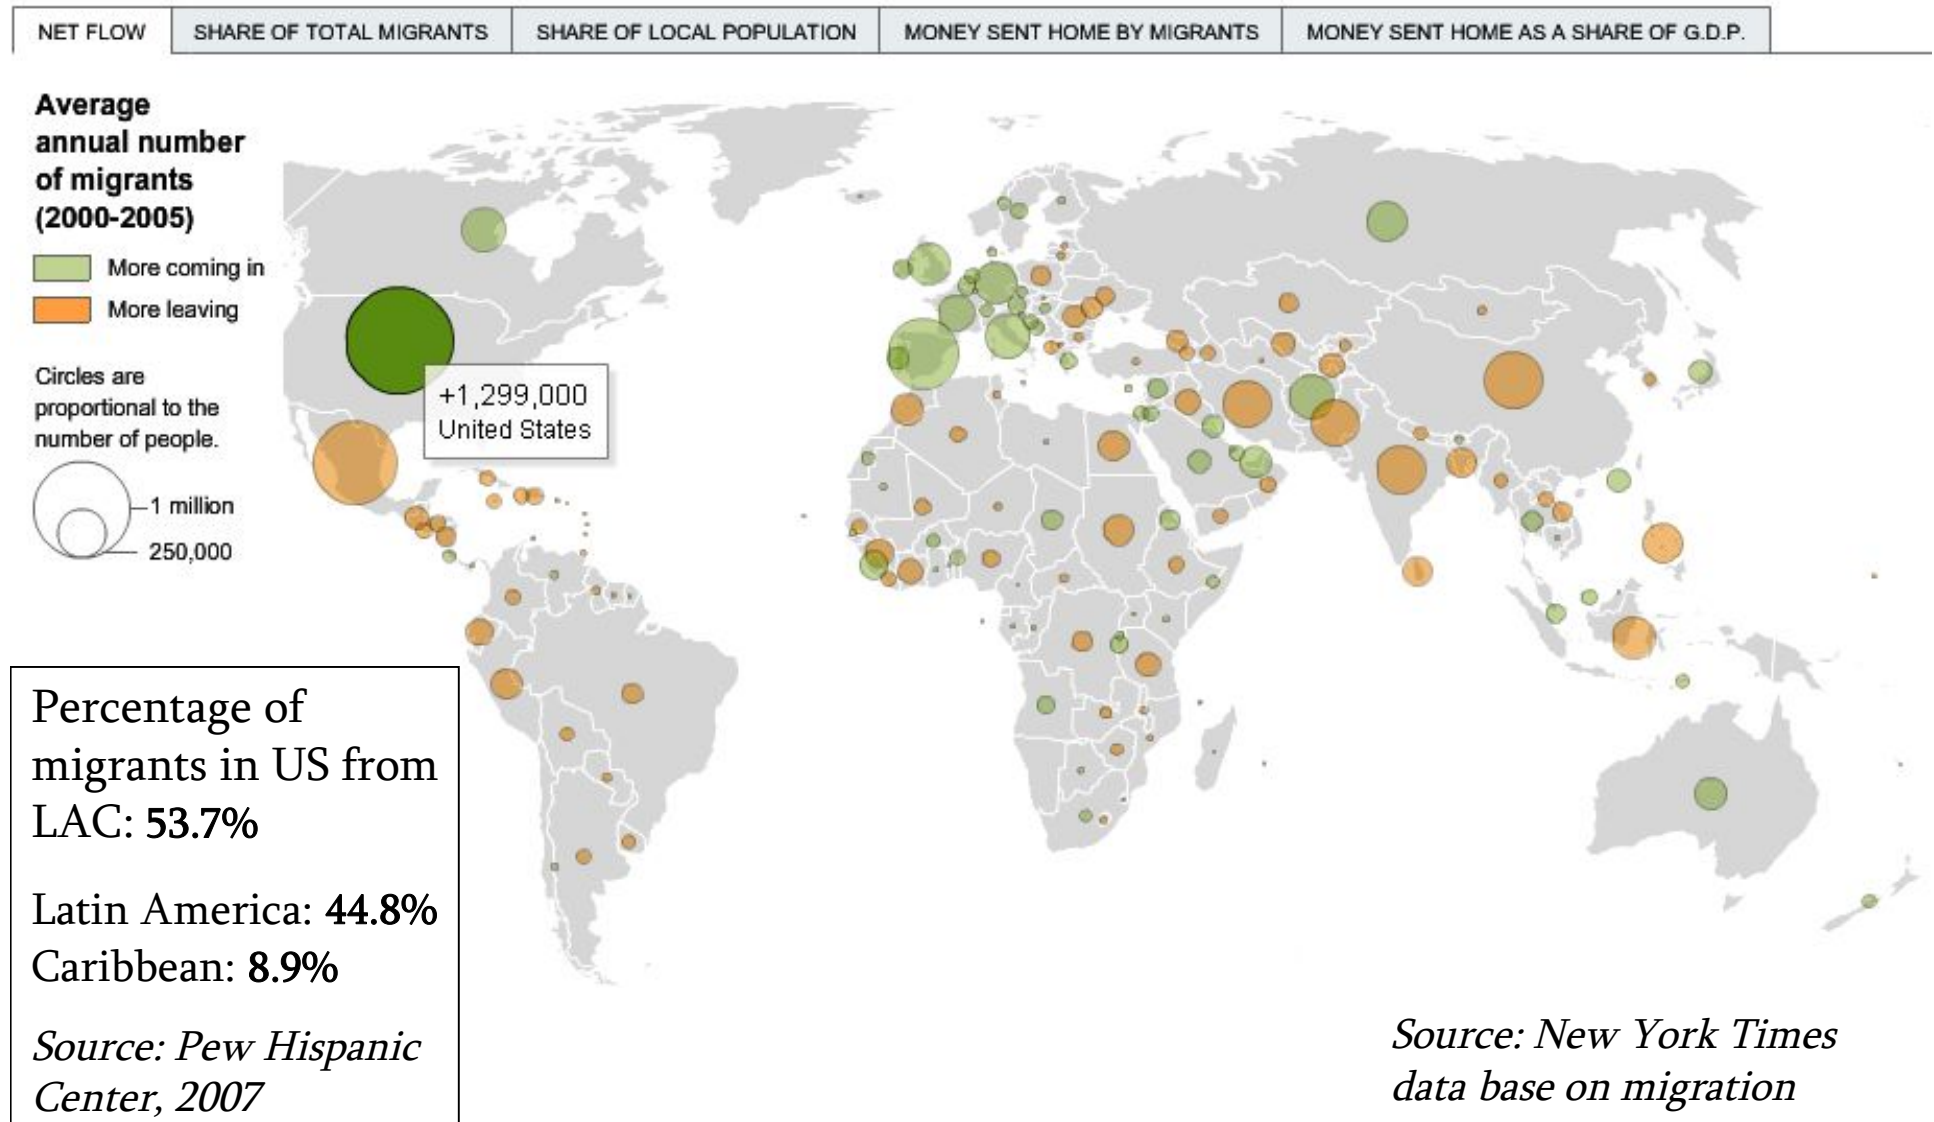 NET FLOW
SHARE OF TOTAL MIGRANTS
SHARE OF LOCAL POPULATION
MONEY SENT HOME BY MIGRANTS
MONEY SENT HOME AS A SHARE OF G.D.P.
Average
annual number
of migrants
(2000-2005)
More coming in
More leaving
Circles are
proportional to the
number of people.
1 million
250,000
+1,299,000
United States
Percentage of
migrants in US from
LAC: 53.7%
Latin America: 44.8%
Caribbean: 8.9%
Source: Pew Hispanic
Center, 2007
Source: New York Times
data base on migration